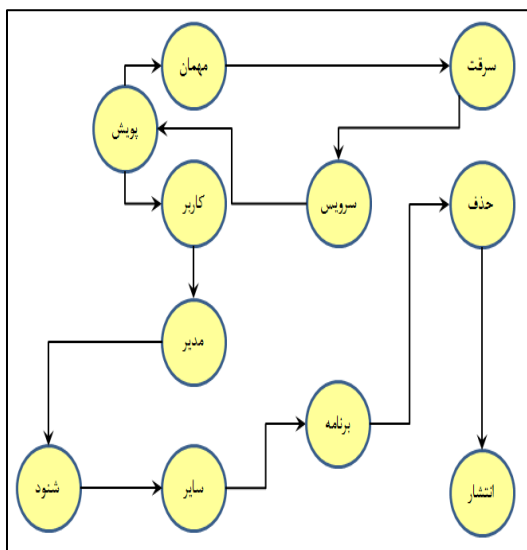 مهمان
سرقت
پویش
کاربر
سرویس
حذف
مدیر
برنامه
شنود
سایر
انتشار